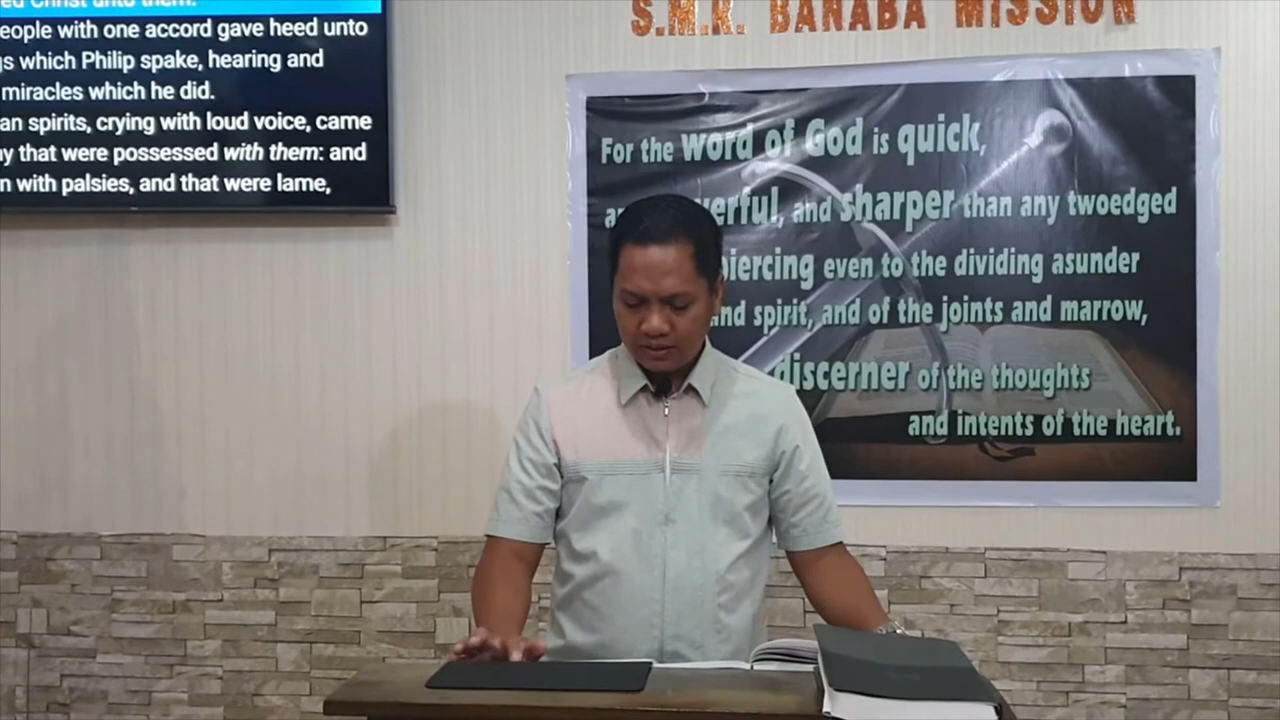 ed Christ unto them.
eople with one accord gave heed unto
gs which Philip spake, hearing and
miracles which he did.
an spirits, crying with loud voice, came
ny that were possessed with them: and
n with palsies, and that were lame,
S.M.R. BANABA MISSION
For the word of God is quick,
erful, and sharper than any twoedged
piercing even to the dividing asunder
and spirit, and of the joints and marrow,
discerner of the thoughts
and intents of the heart.